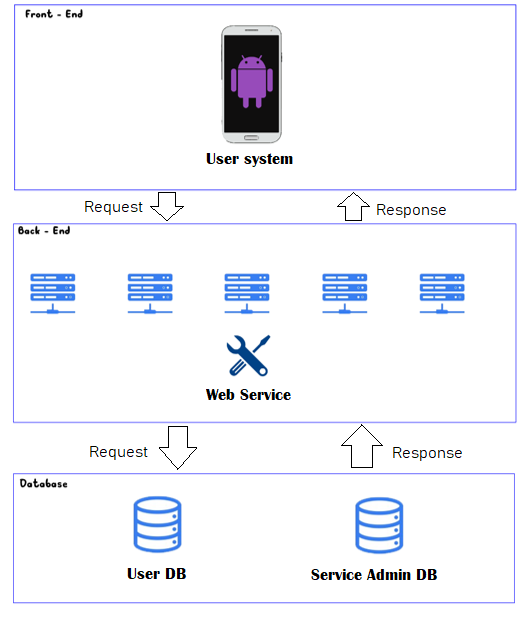 Front - End
User system
Request
Response
Back - End
Web Service
Request
Response
Database
User DB
Service Admin DB